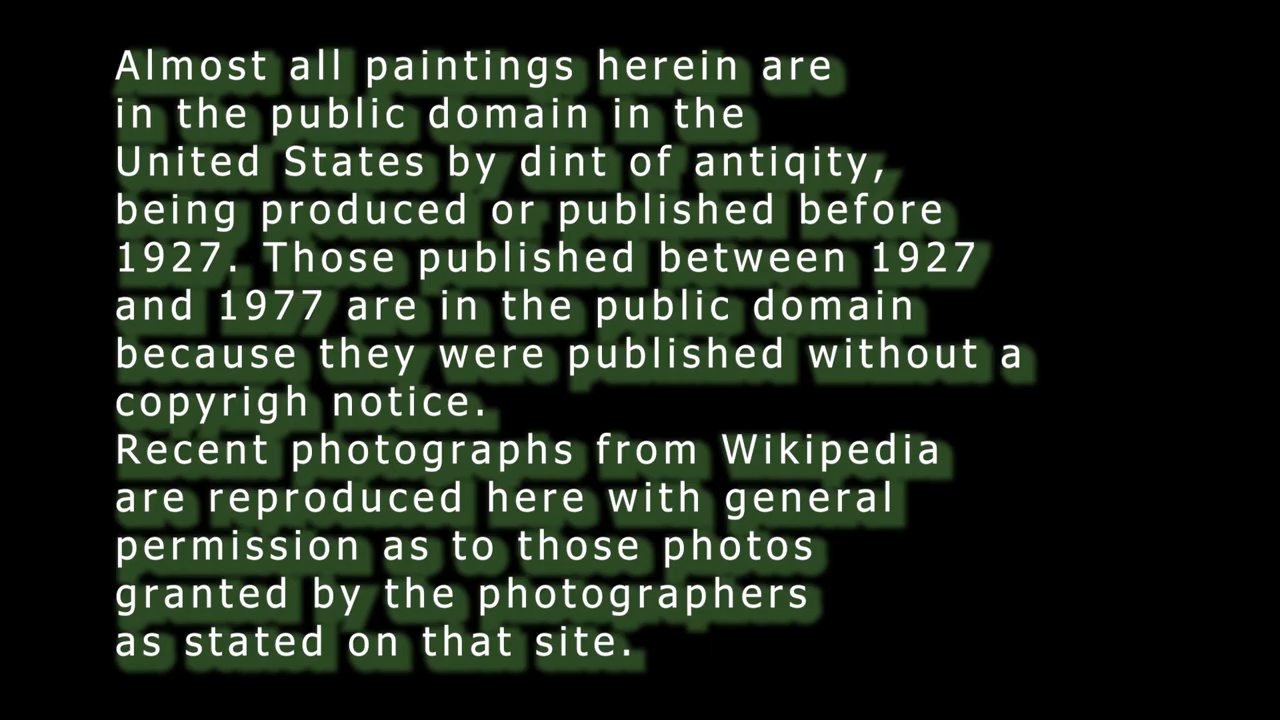 Almost all paintings herein are
in the public domain in the
United States by dint of antiqity,
being produced or published before
1927. Those published between 1927
and 1977 are in the public domain
because they were published without a
copyrigh notice.
Recent photographs from Wikipedia
are reproduced here with general
permission as to those photos
granted by the photographers
as stated on that site.